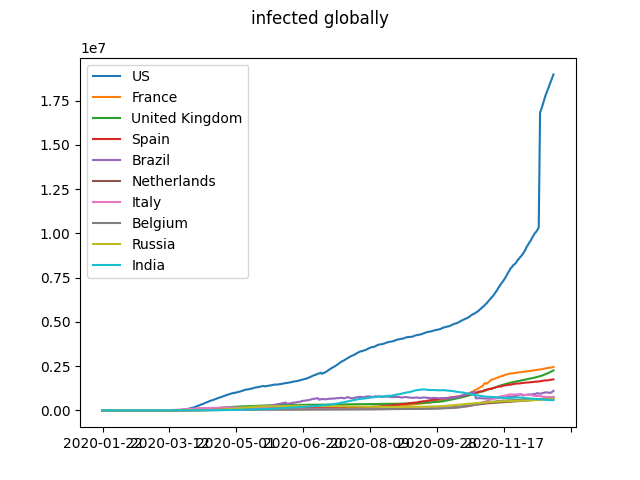 infected globally
1e7
1.75
1.50
1.25
1.00
0.75
0.50
0.25
0.00
US
France
United Kingdom
Spain
Brazil
Netherlands
Italy
Belgium
Russia
India
2020-01-22 2020-03-12 2020-05-01 2020-06-20 2020-08-09 2020-09-28 2020-11-17